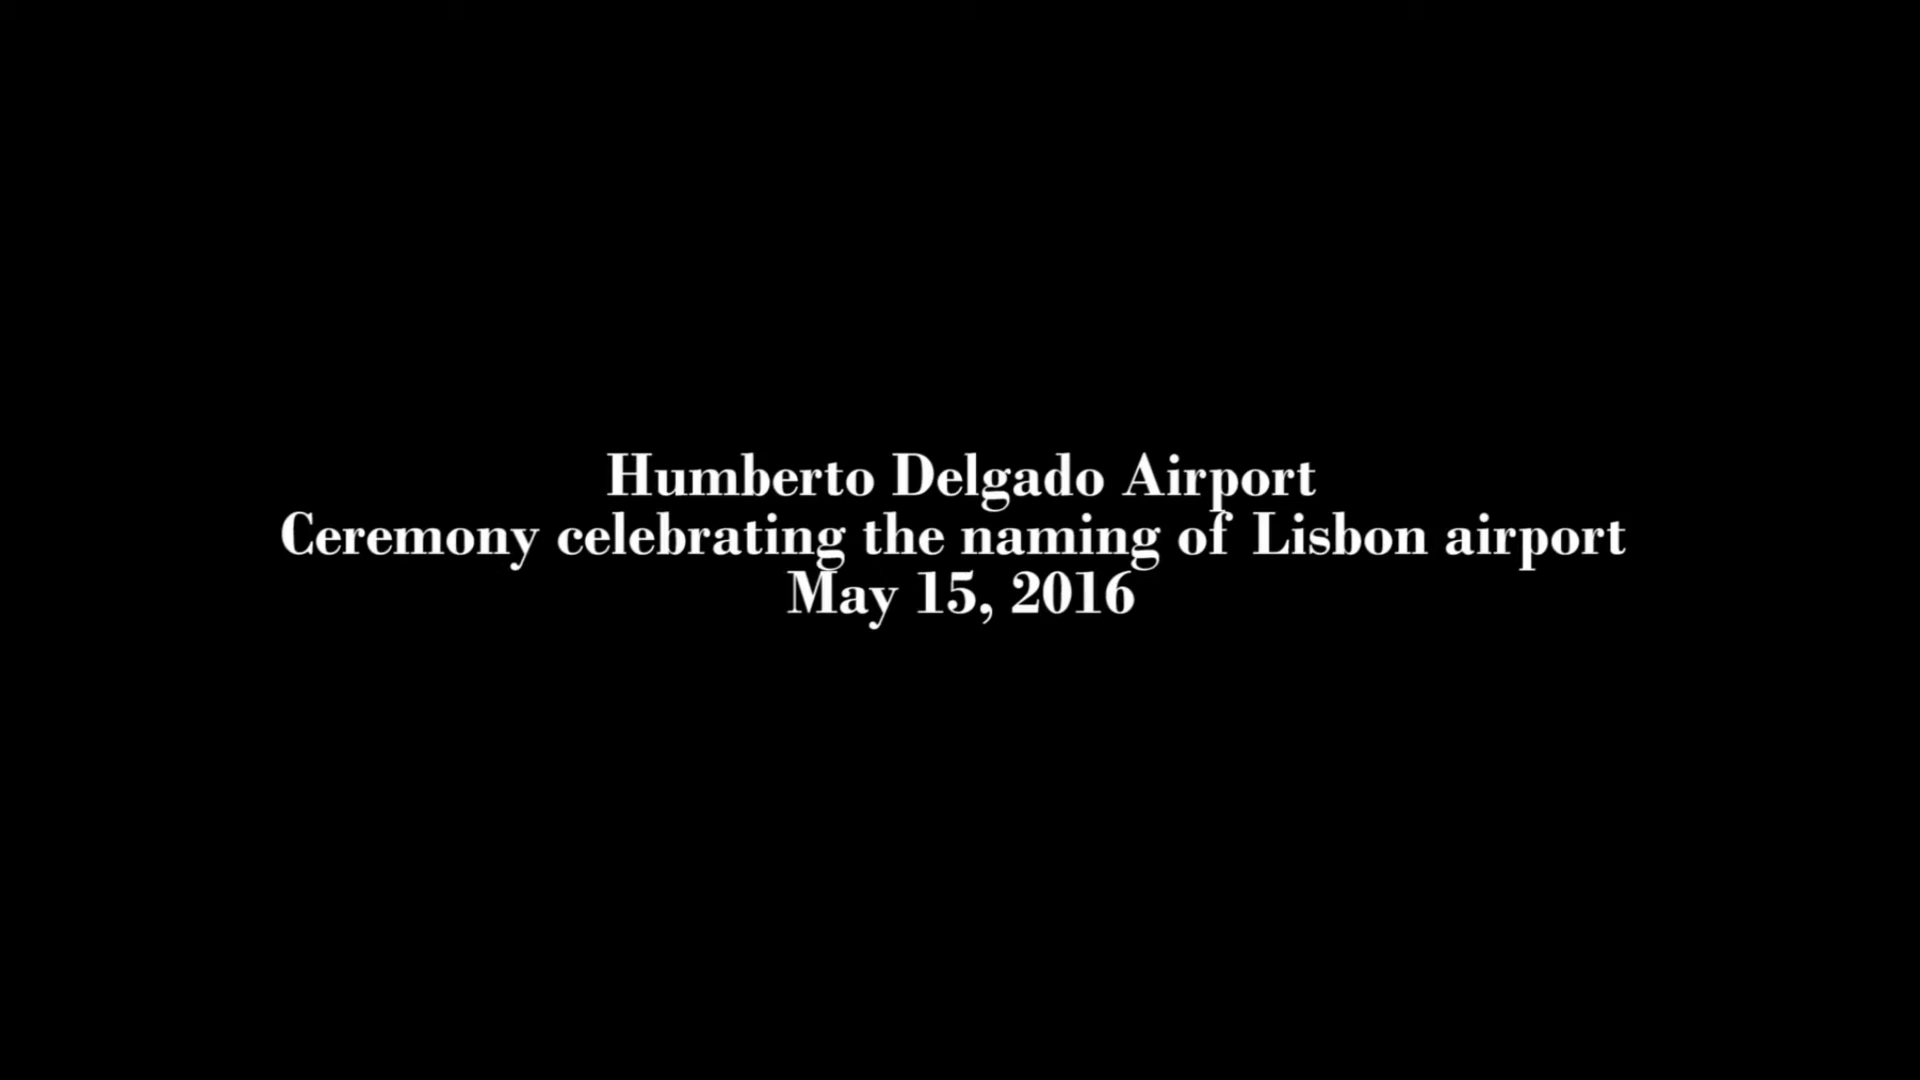 Humberto Delgado Airport
Ceremony celebrating the naming of Lisbon airport
May 15, 2016